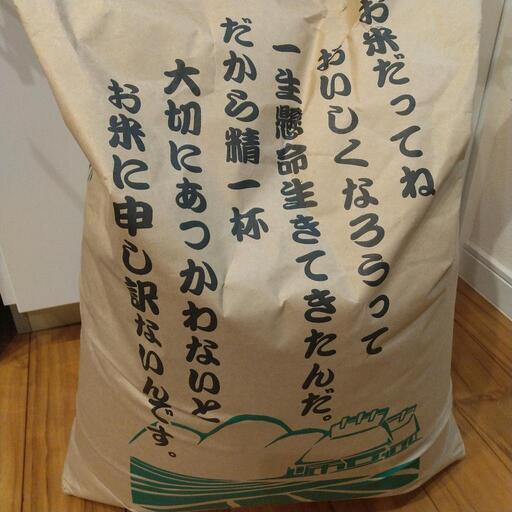 お米だってね
おいしくなろうって
一生懸命生きてきたんだ。
だから精一杯
大切にあつかわないと
お米に申し訳ないんです。